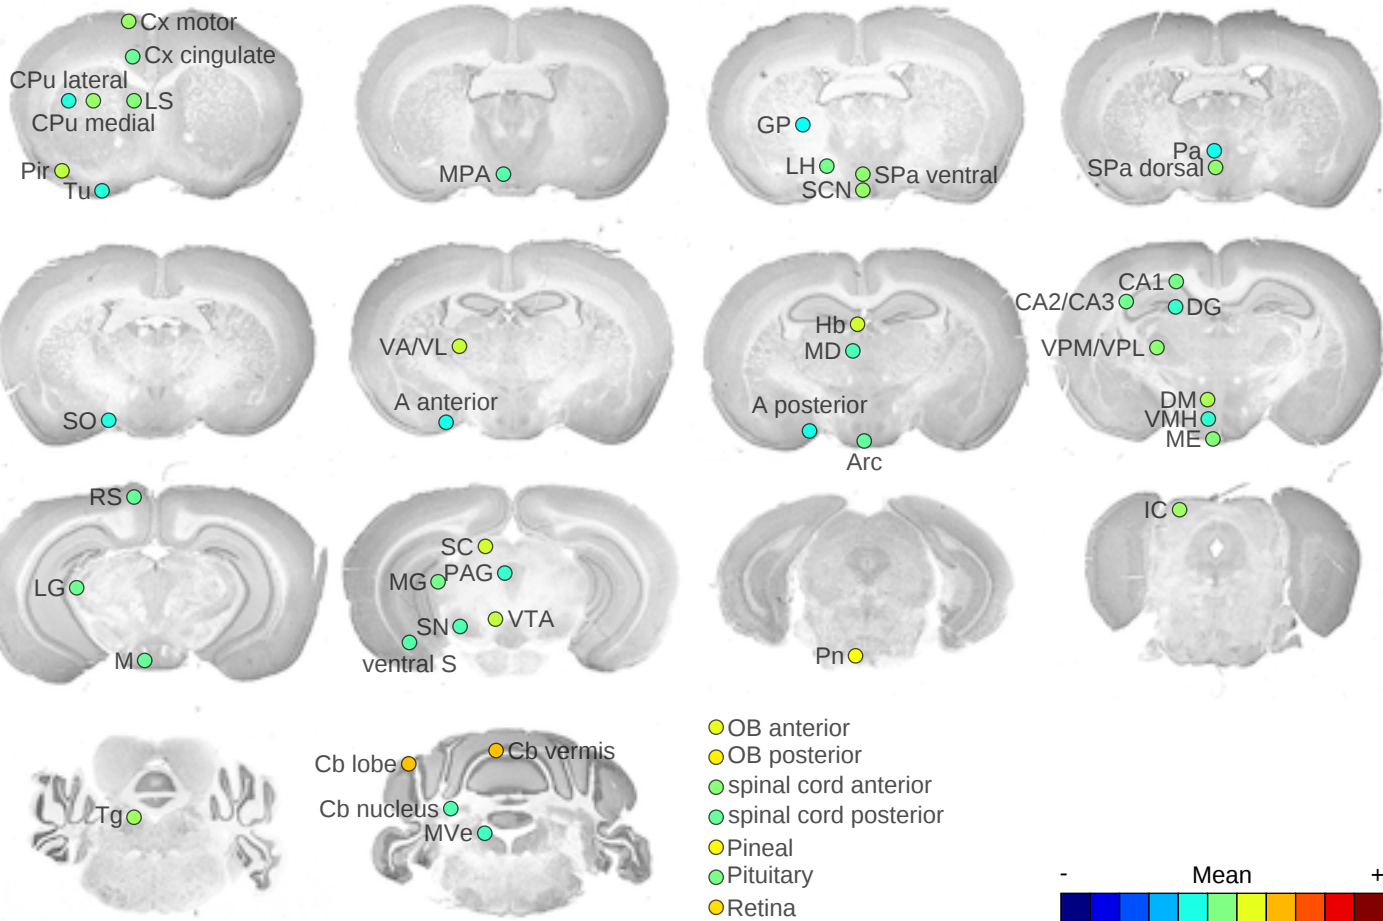 Cx motor
Cx cingulate
CPu lateral
LS
CPu medial
Pir
Tu
MPA
GP
LH
SPa ventral
SCN
Pa
SPa dorsal
SO
VA/VL
A anterior
Hb
MD
A posterior
Arc
CA1
CA2/CA3
DG
VPM/VPL
DM
VMH
ME
RS
LG
M
SC
MG
PAG
SN
VTA
ventral S
Pn
IC
Tg
Cb lobe
Cb vermis
Cb nucleus
MVe
OB anterior
OB posterior
spinal cord anterior
spinal cord posterior
Pineal
Pituitary
Retina
- Mean +